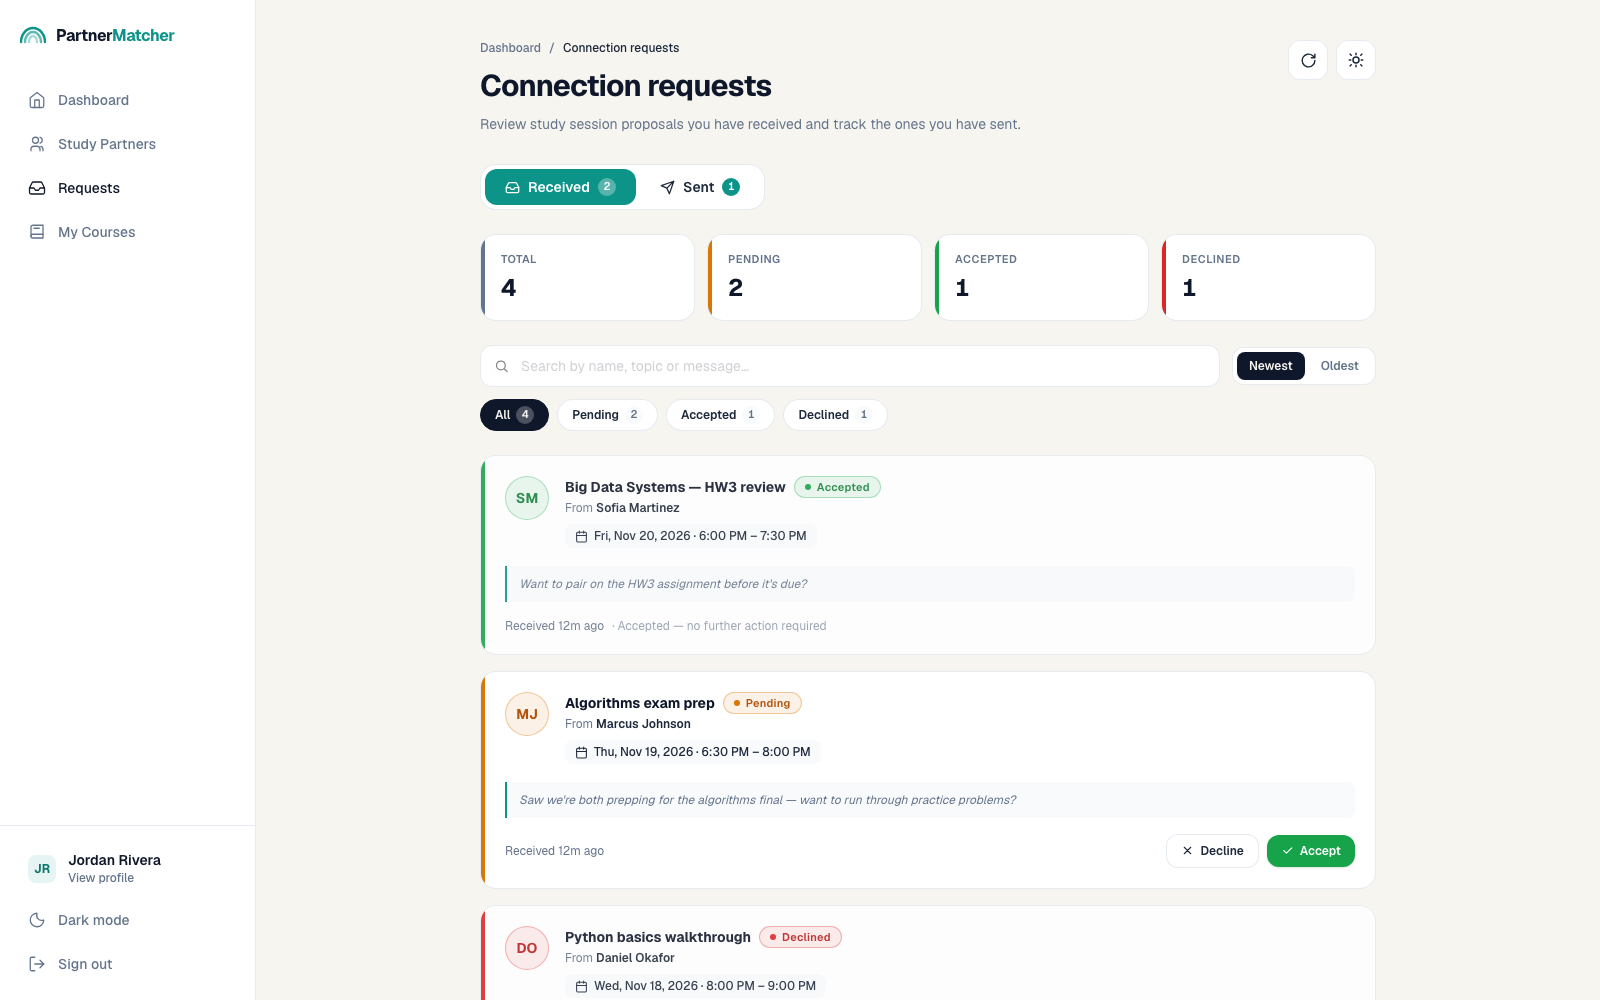 PartnerMatcher
Dashboard
Study Partners
Requests
My Courses
Jordan Rivera
JR
View profile
Dark mode
Sign out
Dashboard / Connection requests
Connection requests
Review study session proposals you have received and track the ones you have sent.
Received 2
Sent 1
TOTAL
4
PENDING
2
ACCEPTED
1
DECLINED
1
Search by name, topic or message...
Newest
Oldest
All 4
Pending 2
Accepted 1
Declined 1
SM
Big Data Systems — HW3 review
Accepted
From Sofia Martinez
Fri, Nov 20, 2026 · 6:00 PM – 7:30 PM
Want to pair on the HW3 assignment before it's due?
Received 12m ago · Accepted — no further action required
MJ
Algorithms exam prep
Pending
From Marcus Johnson
Thu, Nov 19, 2026 · 6:30 PM – 8:00 PM
Saw we're both prepping for the algorithms final — want to run through practice problems?
Received 12m ago
Decline
Accept
DO
Python basics walkthrough
Declined
From Daniel Okafor
Wed, Nov 18, 2026 · 8:00 PM – 9:00 PM